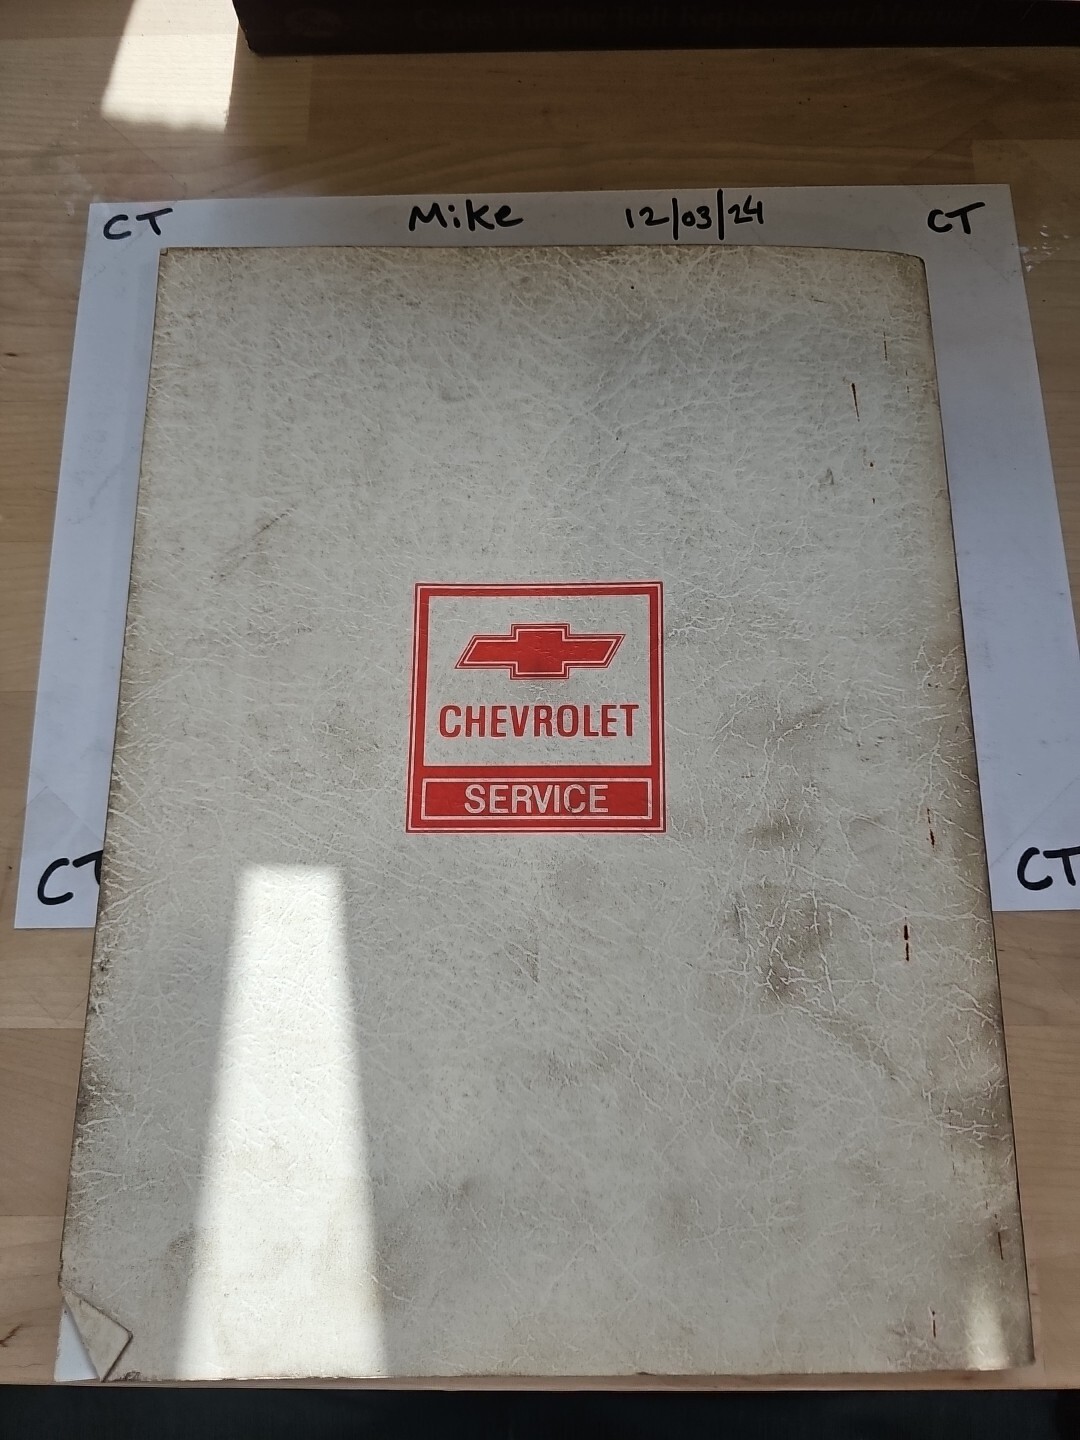 CT Mike 12/03/24 CT
CHEVROLET
SERVICE
CT CT